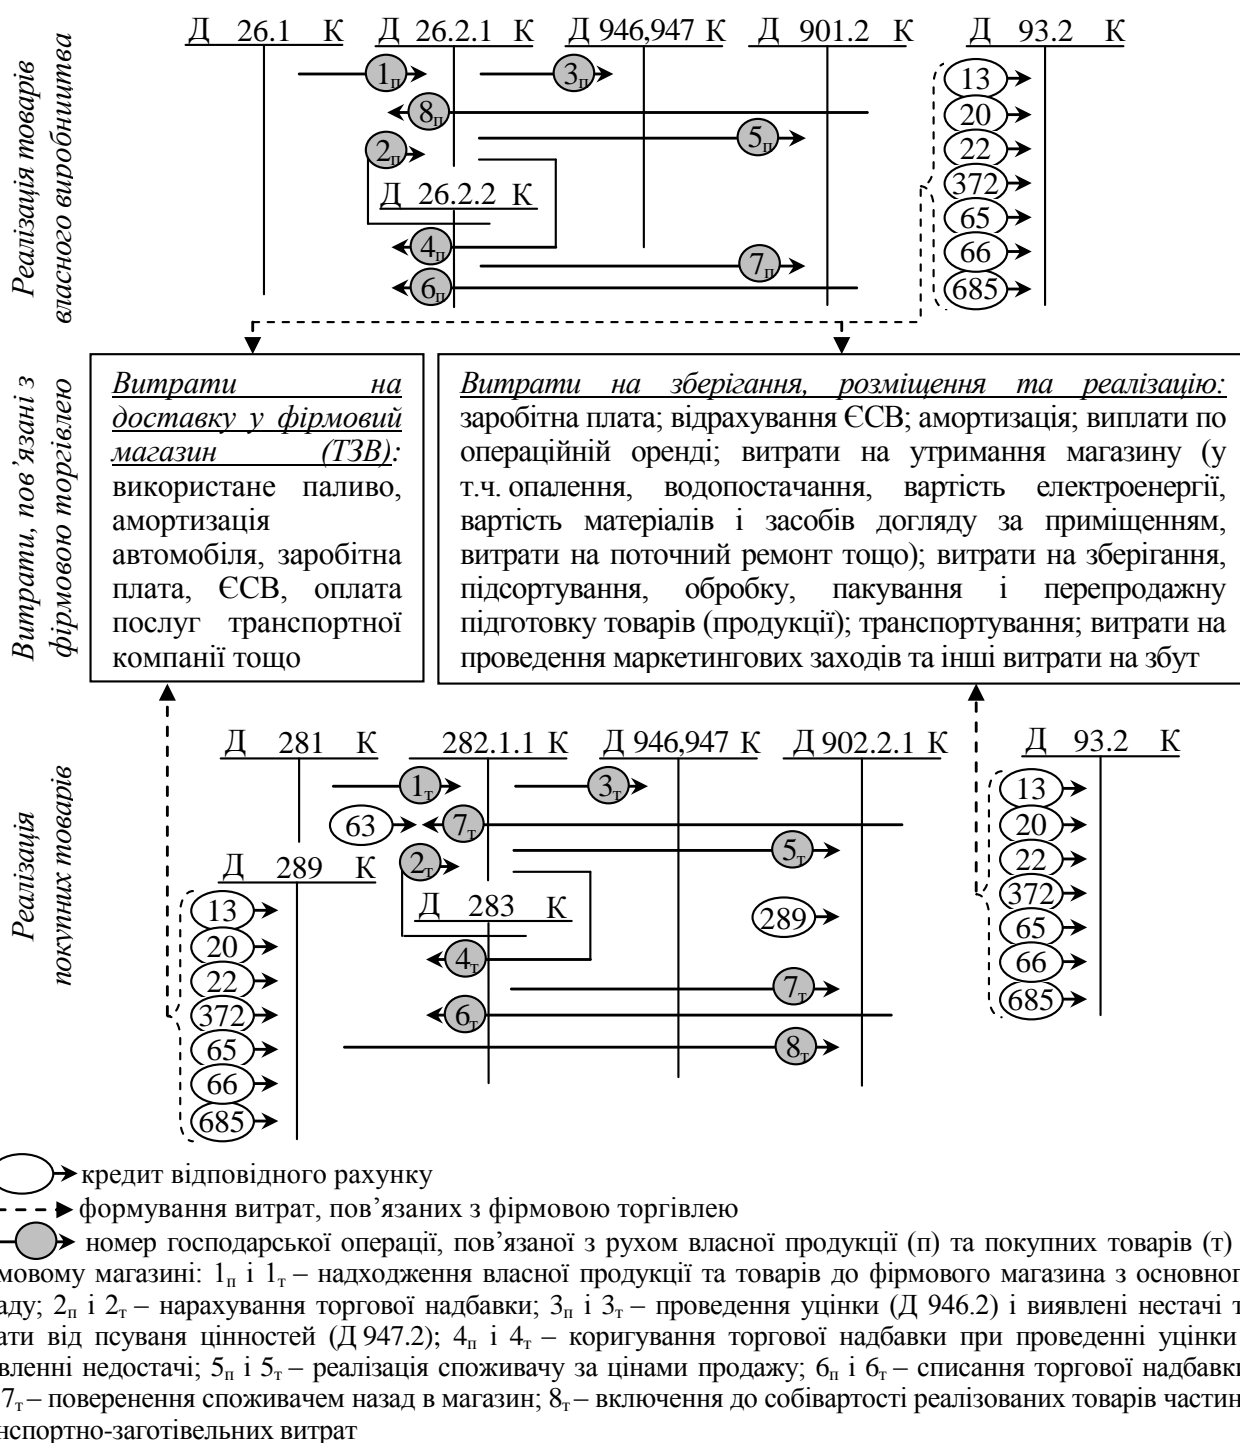 Реалізація товарів
власного виробництва
Д 26.1 К
Д 26.2.1 К
Д 946,947 К
Д 901.2 К
Д 93.2 К
1п
3п
8п
5п
2п
Д 26.2.2 К
4п
7п
6п
13
20
22
372
65
66
685
Витрати, пов’язані з
фірмовою торгівлею
Витрати на
доставку у фірмовий
магазин (ТЗВ):
використане паливо,
амортизація
автомобіля, заробітна
плата, ЄСВ, оплата
послуг транспортної
компанії тощо
Витрати на зберігання, розміщення та реалізацію:
заробітна плата; відрахування ЄСВ; амортизація; виплати по
операційній оренді; витрати на утримання магазину (у
т.ч. опалення, водопостачання, вартість електроенергії,
вартість матеріалів і засобів догляду за приміщенням,
витрати на поточний ремонт тощо); витрати на зберігання,
підсортування, обробку, пакування і перепродажну
підготовку товарів (продукції); транспортування; витрати на
проведення маркетингових заходів та інші витрати на збут
Реалізація
покупних товарів
Д 281 К
282.1.1 К
Д 946,947 К
Д 902.2.1 К
Д 93.2 К
1т
3т
63
7т
2т
5т
Д 289 К
Д 283 К
289
4т
7т
6т
8т
13
20
22
372
65
66
685
13
20
22
372
65
66
685
кредит відповідного рахунку
формування витрат, пов’язаних з фірмовою торгівлею
номер господарської операції, пов’язаної з рухом власної продукції (п) та покупних товарів (т)
мовому магазині: 1п і 1т – надходження власної продукції та товарів до фірмового магазина з основног
аду; 2п і 2т – нарахування торгової надбавки; 3п і 3т – проведення уцінки (Д 946.2) і виявлені нестачі т
ати від псуваня цінностей (Д 947.2); 4п і 4т – коригування торгової надбавки при проведенні уцінки
вленні недостачі; 5п і 5т – реалізація споживачу за цінами продажу; 6п і 6т – списання торгової надбавк
7т – поверенення споживачем назад в магазин; 8т – включення до собівартості реалізованих товарів частин
нспортно-заготівельних витрат